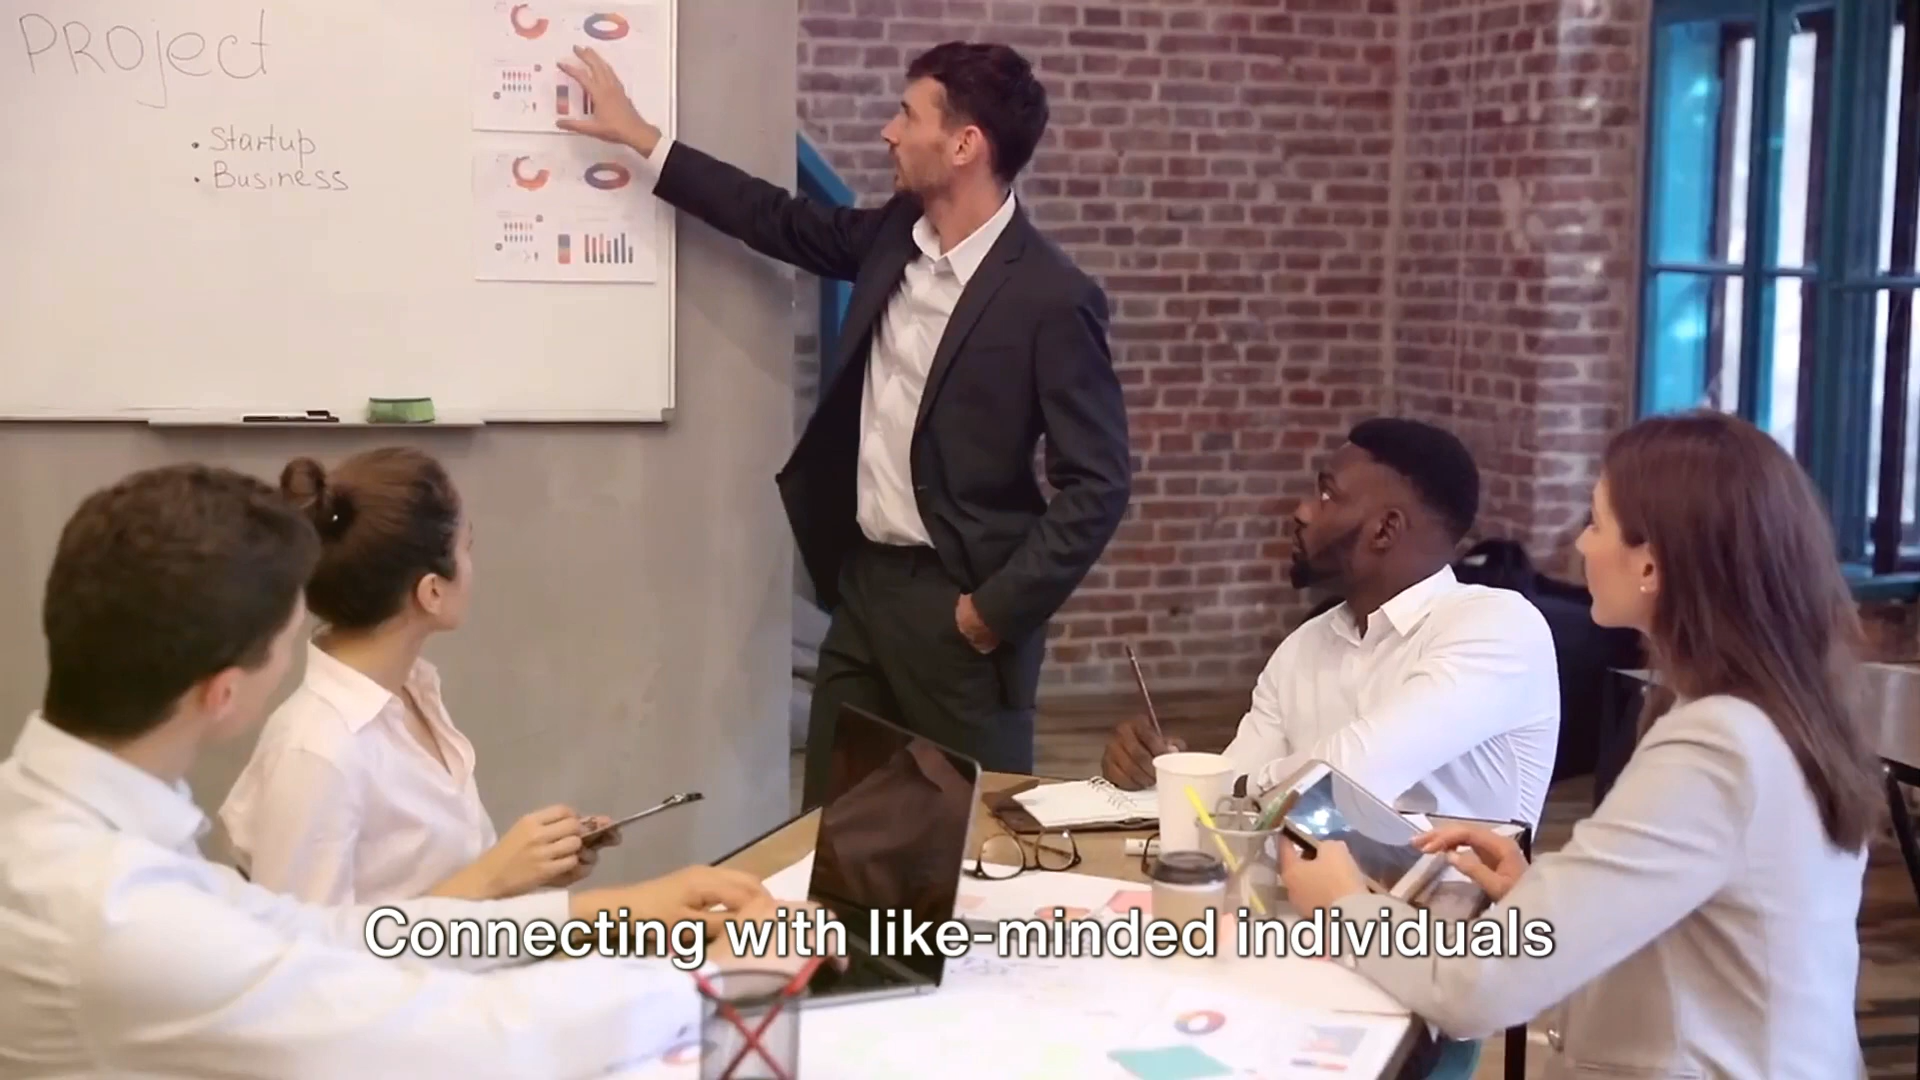 PROject
• Startup
• Business
Connecting with like-minded individuals